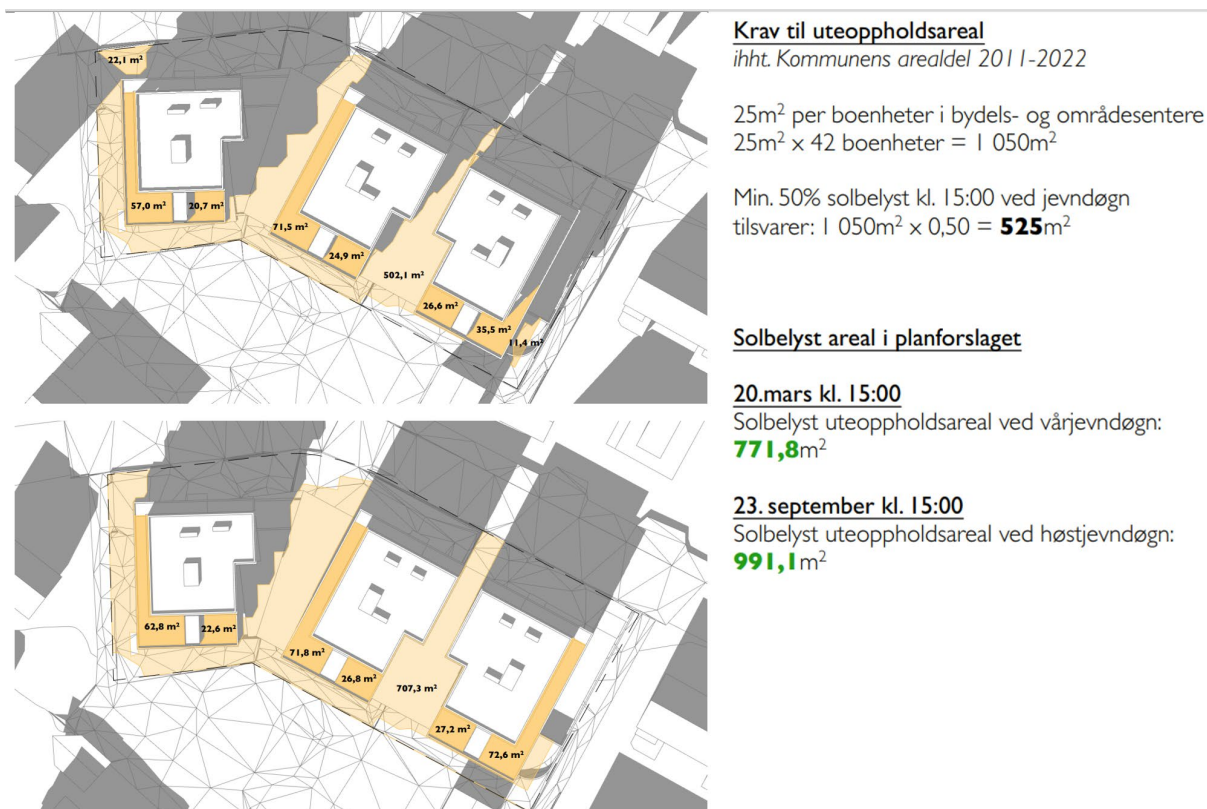 22,1 m²
57,0 m²
20,7 m²
71,5 m²
24,9 m²
502,1 m²
26,6 m²
35,5 m²
11,4 m²
62,8 m²
22,6 m²
71,8 m²
26,8 m²
707,3 m²
27,2 m²
72,6 m²
Krav til uteoppholdsareal
ihht. Kommunens arealdel 2011-2022
25m² per boenheter i bydels- og områdesentere
25m² x 42 boenheter = 1 050m²
Min. 50% solbelyst kl. 15:00 ved jevndøgn
tilsvarer: 1 050m² x 0,50 = 525m²
Solbelyst areal i planforslaget
20.mars kl. 15:00
Solbelyst uteoppholdsareal ved vårjevndøgn:
771,8m²
23. september kl. 15:00
Solbelyst uteoppholdsareal ved høstjevndøgn:
991,1m²